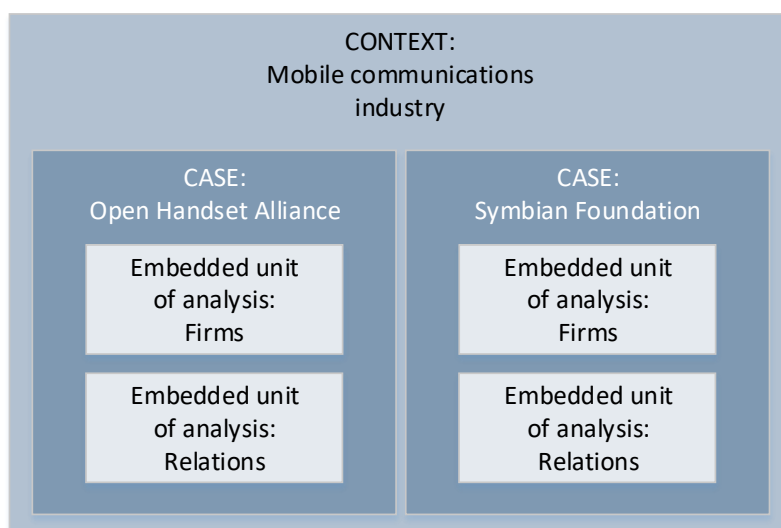 CONTEXT:
Mobile communications
industry
CASE:
Open Handset Alliance
Embedded unit
of analysis:
Firms
Embedded unit
of analysis:
Relations
CASE:
Symbian Foundation
Embedded unit
of analysis:
Firms
Embedded unit
of analysis:
Relations